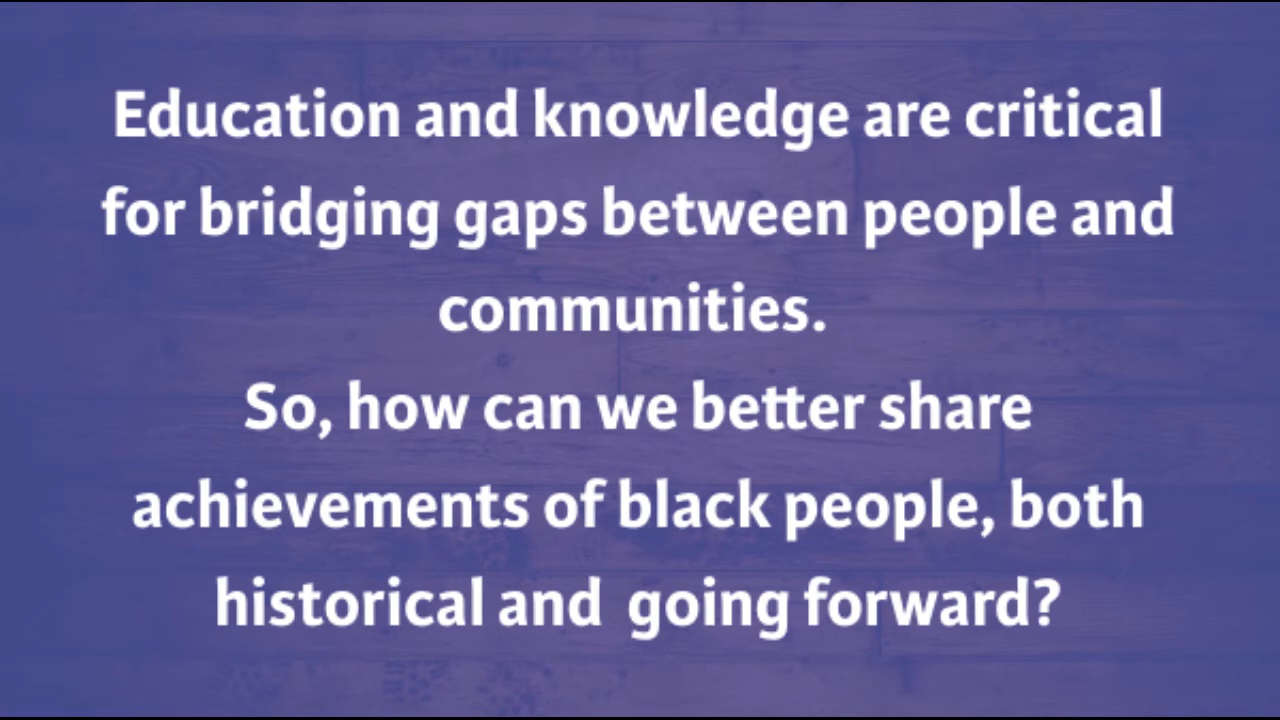 Education and knowledge are critical
for bridging gaps between people and
communities.
So, how can we better share
achievements of black people, both
historical and  going forward?